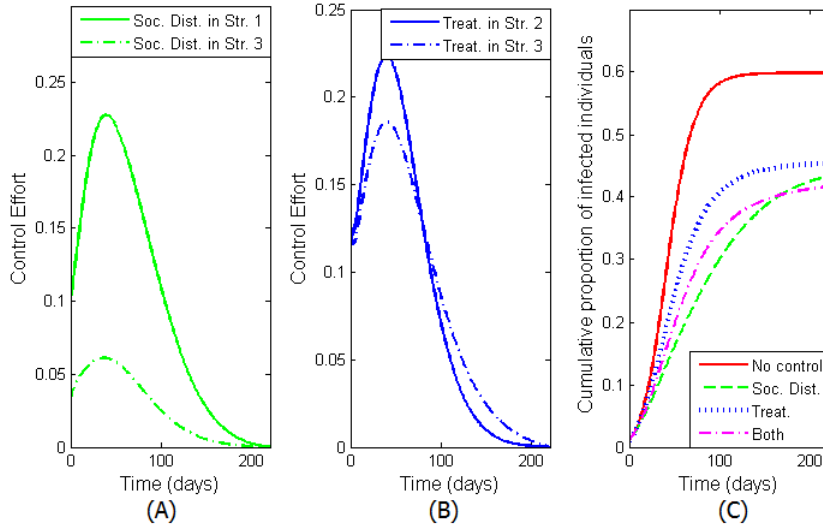 Soc. Dist. in Str. 1
Soc. Dist. in Str. 3
0.25
0.2
0.15
0.1
0.05
0
Control Effort
0 100 200
Time (days)
(A)
Treat. in Str. 2
Treat. in Str. 3
0.25
0.2
0.15
0.1
0.05
0
Control Effort
0 100 200
Time (days)
(B)
0.6
0.5
0.4
0.3
0.2
0.1
0
Cumulative proportion of infected individuals
No control
Soc. Dist.
Treat.
Both
0 100 200
Time (days)
(C)